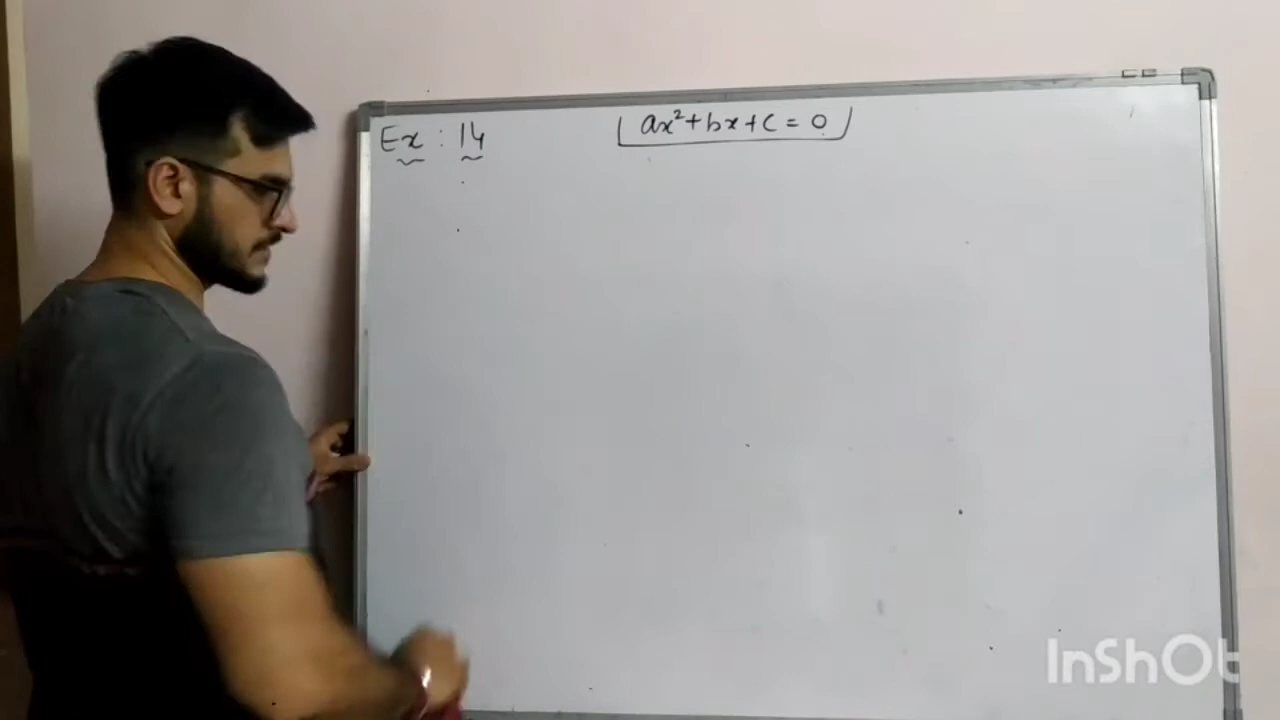 Ex : 14
ax²+bx+c = 0
InShOt